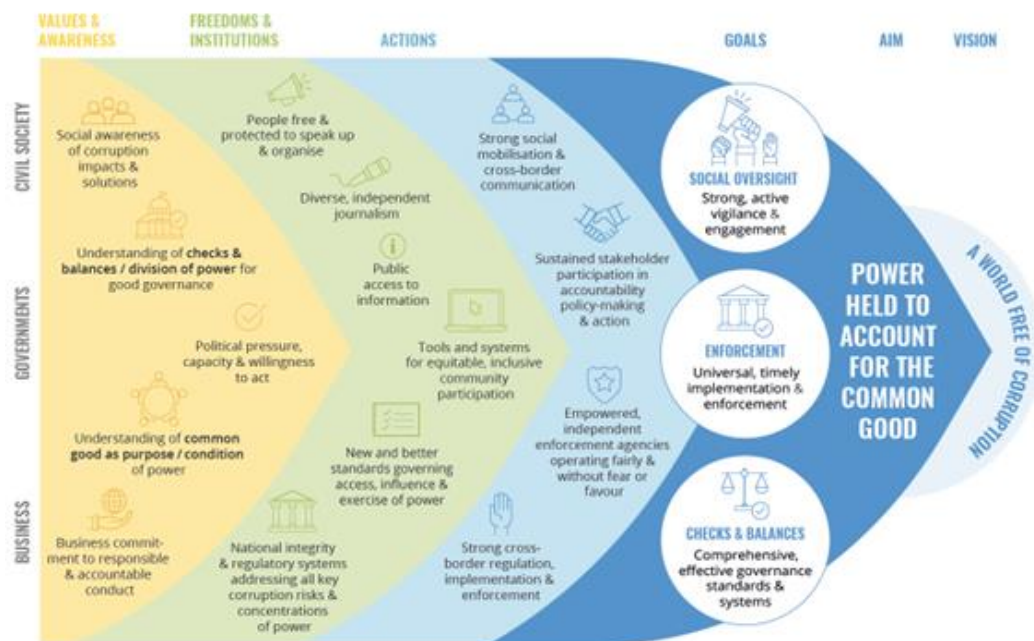 VALUES &
AWARENESS
FREEDOMS &
INSTITUTIONS
ACTIONS
GOALS
AIM
VISION
CIVIL SOCIETY
GOVERNMENTS
BUSINESS
Social awareness
of corruption
impacts &
solutions
Understanding of checks &
balances / division of power for
good governance
Political pressure,
capacity & willingness
to act
Understanding of common
good as purpose / condition
of power
Business commit-
ment to responsible
& accountable
conduct
People free &
protected to speak up
& organise
Diverse, independent
journalism
Public
access to
information
Tools and systems
for equitable, inclusive
community
participation
New and better
standards governing
access, influence &
exercise of power
National integrity
& regulatory systems
addressing all key
corruption risks &
concentrations
of power
Strong social
mobilisation &
cross-border
communication
Sustained stakeholder
participation in
accountability
policy-making
& action
Empowered,
independent
enforcement agencies
operating fairly &
without fear or
favour
Strong cross-
border regulation,
implementation &
enforcement
SOCIAL OVERSIGHT
Strong, active
vigilance &
engagement
ENFORCEMENT
Universal, timely
implementation &
enforcement
CHECKS & BALANCES
Comprehensive,
effective governance
standards &
systems
POWER
HELD TO
ACCOUNT
FOR THE
COMMON
GOOD
A WORLD FREE OF CORRUPTION